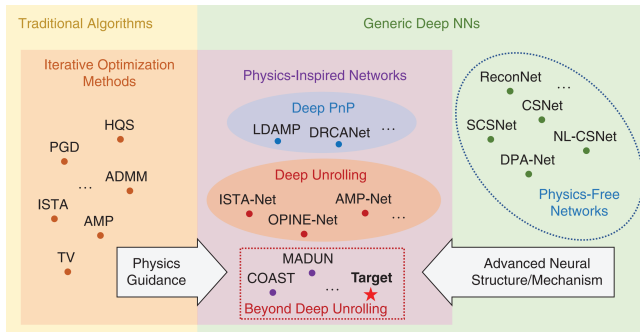 Traditional Algorithms
Generic Deep NNs
Iterative Optimization
Methods
Physics-Inspired Networks
HQS
PGD
...
ADMM
ISTA
AMP
TV
Deep PnP
LDAMP
DRCANet
...
Deep Unrolling
ISTA-Net
AMP-Net
OPINE-Net
...
MADUN
COAST
...
Target
Beyond Deep Unrolling
ReconNet
...
CSNet
SCSNet
NL-CSNet
DPA-Net
Physics-Free
Networks
Physics
Guidance
Advanced Neural
Structure/Mechanism